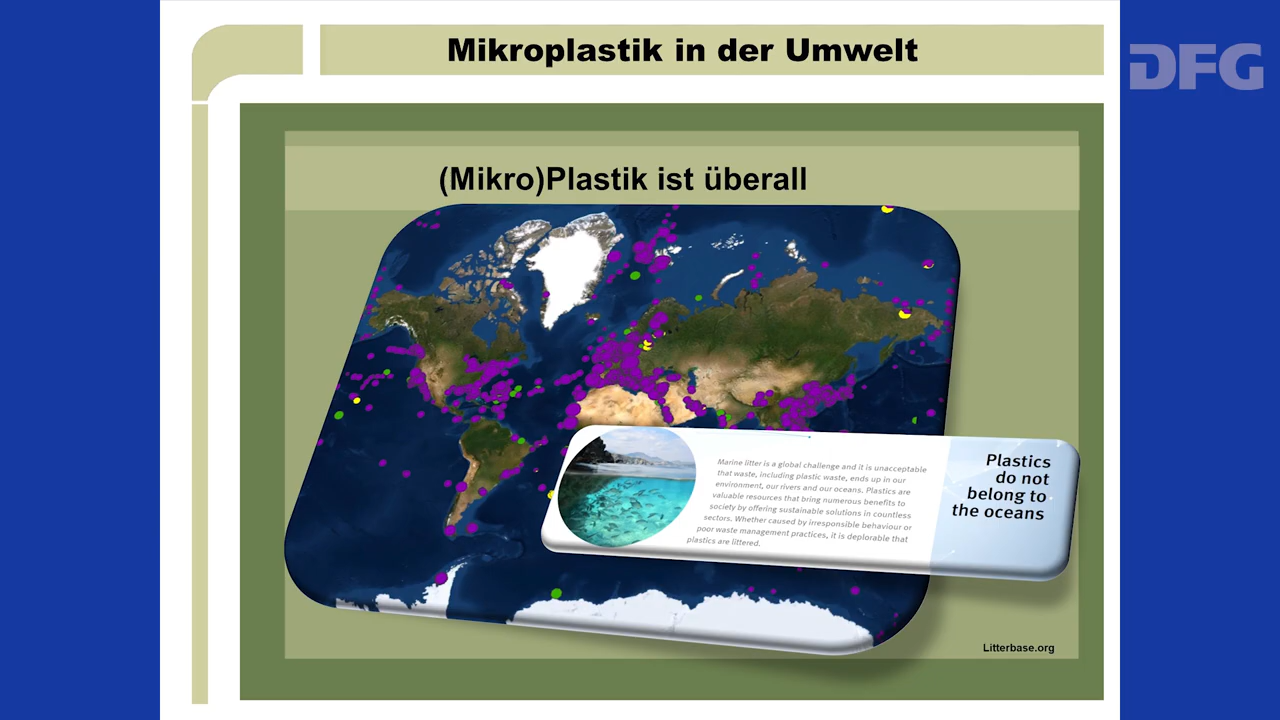 Mikroplastik in der Umwelt
DFG
(Mikro)Plastik ist überall
Marine litter is a global challenge and it is unacceptable
that waste, including plastic waste, ends up in our
environment, our rivers and our oceans. Plastics are
valuable resources that bring numerous benefits to
society by offering sustainable solutions in countless
sectors. Whether caused by irresponsible behaviour or
poor waste management practices, it is deplorable that
plastics are littered.
Plastics
do not
belong to
the oceans
Litterbase.org